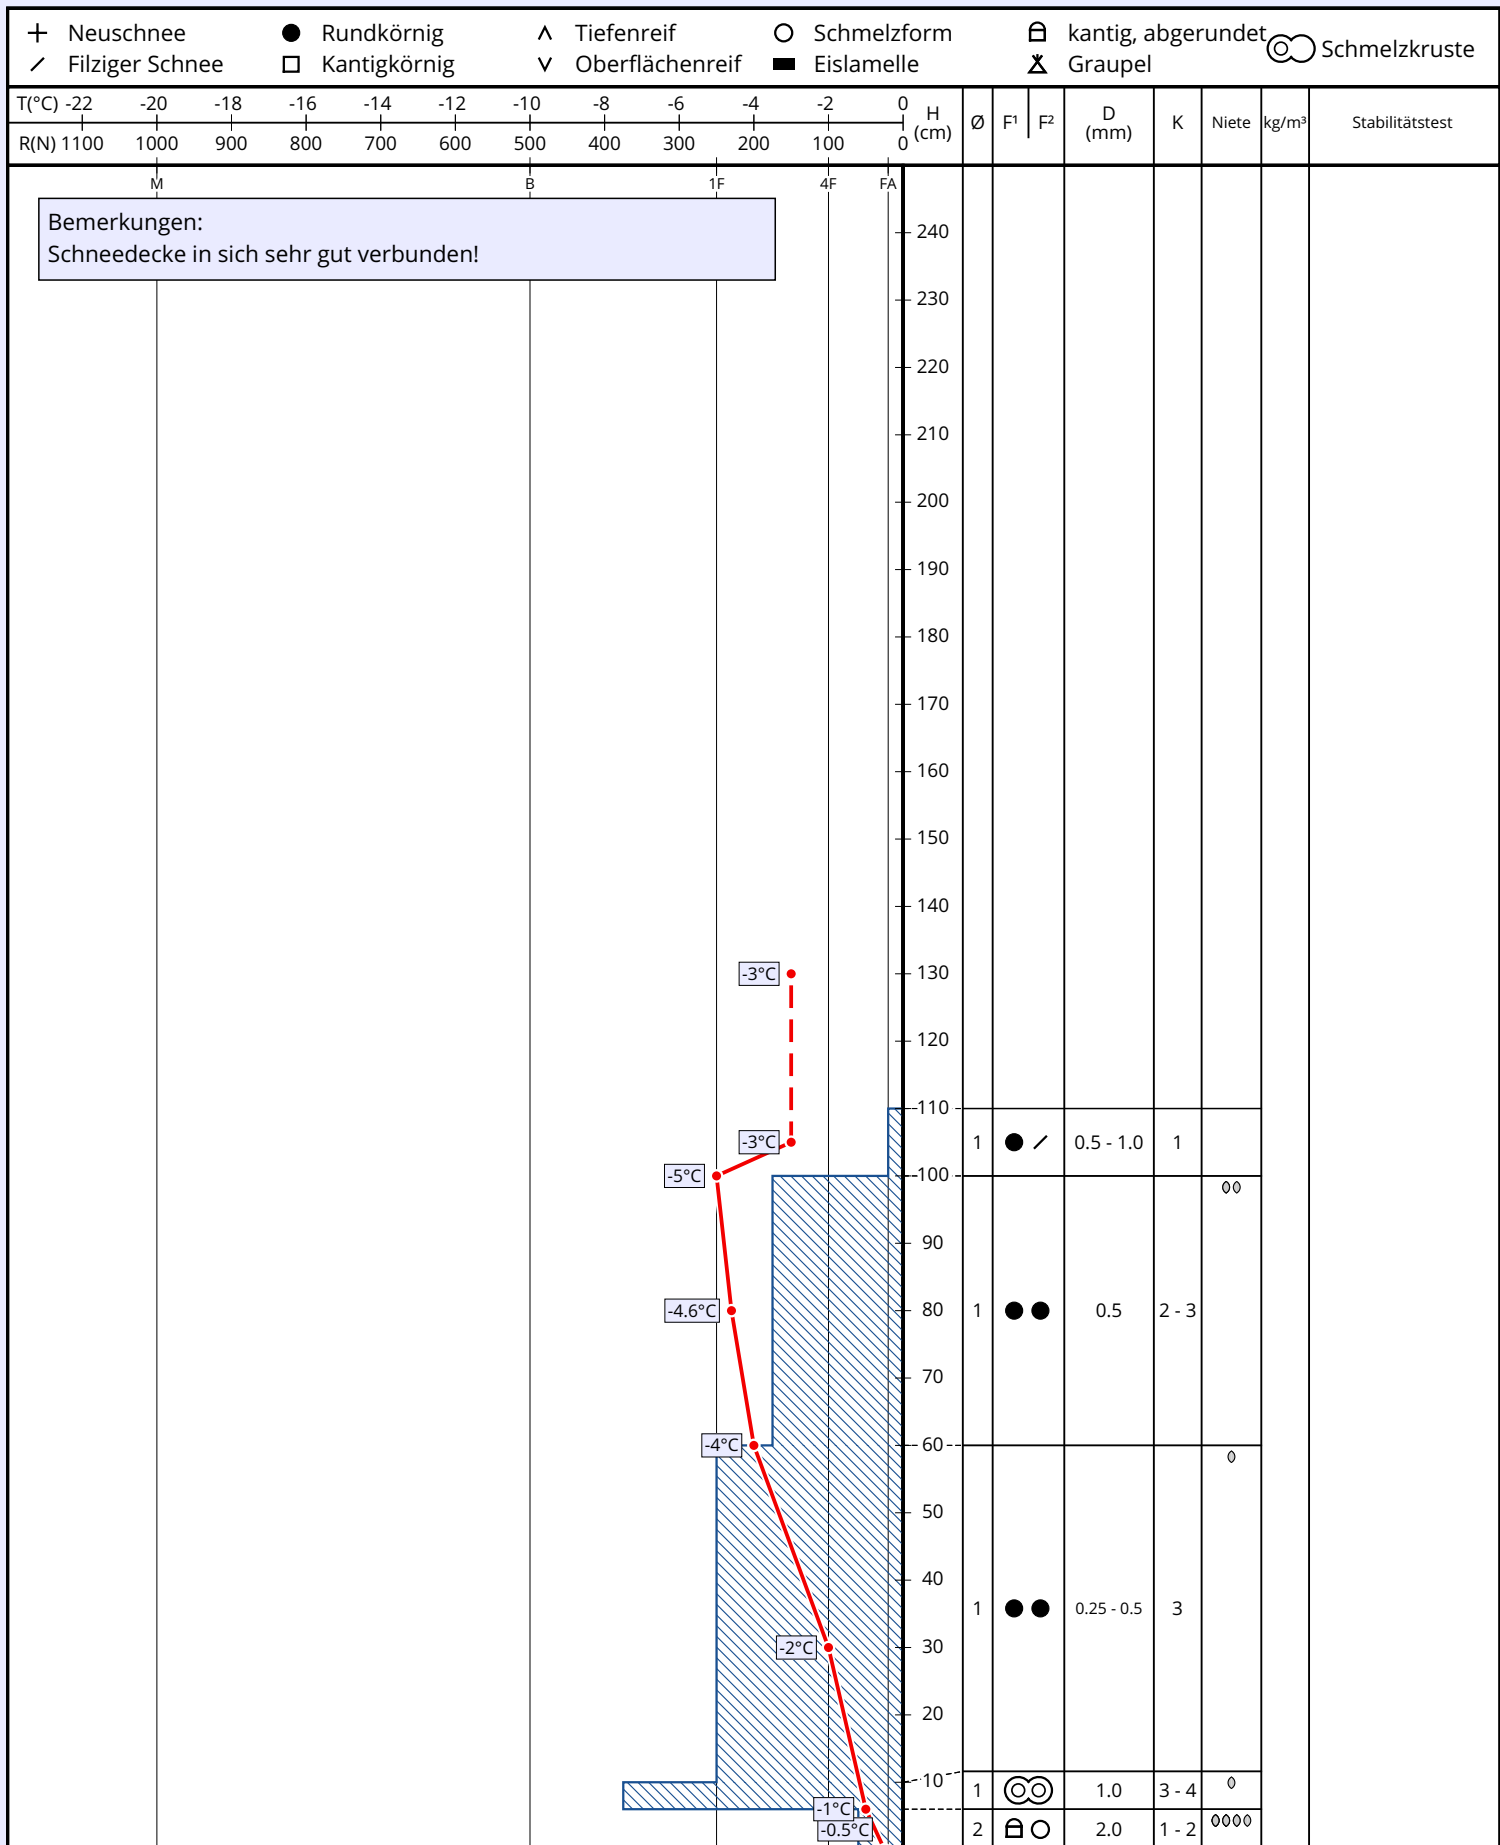 Neuschnee Rundkörnig Tiefenreif Schmelzform kantig, abgerundet Schmelzkruste
Filziger Schnee Kantigkörnig Oberflächenreif Eislamelle Graupel
T(°C) -22 -20 -18 -16 -14 -12 -10 -8 -6 -4 -2 0
R(N) 1100 1000 900 800 700 600 500 400 300 200 100 0
H (cm) Ø F¹ F² D (mm) K Niete kg/m³ Stabilitätstest
M B 1F 4F FA
Bemerkungen:
Schneedecke in sich sehr gut verbunden!
240
230
220
210
200
190
180
170
160
150
140
-3°C 130
120
110
-3°C 1 0.5 - 1.0 1
-5°C 100
90
-4.6°C 80 1 0.5 2 - 3
70
-4°C 60
50
40
1 0.25 - 0.5 3
-2°C 30
20
10 1 1.0 3 - 4
-1°C
-0.5°C 2 2.0 1 - 2